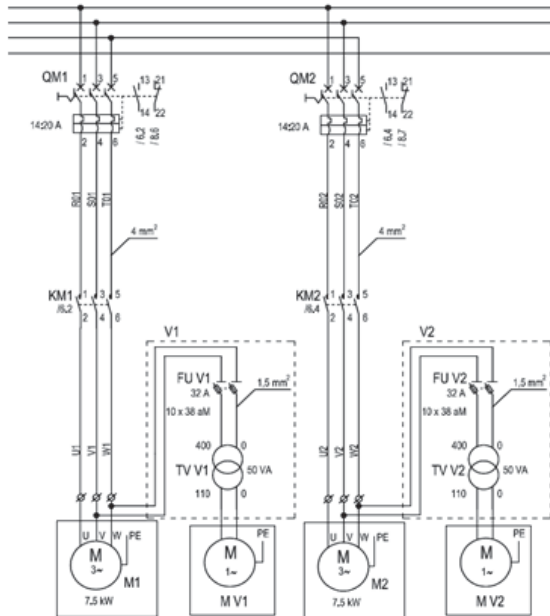 QM1
1 3 5
13 21
14 22
14÷20 A
2 4 6
/6,2
/8,6
R01
S01
T01
4 mm²
KM1
/6,2
1 3 5
2 4 6
V1
FU V1
32 A
10 x 38 aM
1,5 mm²
400 0
TV V1
50 VA
110 0
U1
V1
W1
U V W
PE
M
3~
M1
7,5 kW
PE
M
1~
M V1
QM2
1 3 5
13 21
14 22
14÷20 A
2 4 6
/6,4
/8,7
R02
S02
T02
4 mm²
KM2
/6,4
1 3 5
2 4 6
V2
FU V2
32 A
10 x 38 aM
1,5 mm²
400 0
TV V2
50 VA
110 0
U2
V2
W2
U V W
PE
M
3~
M2
7,5 kW
PE
M
1~
M V2